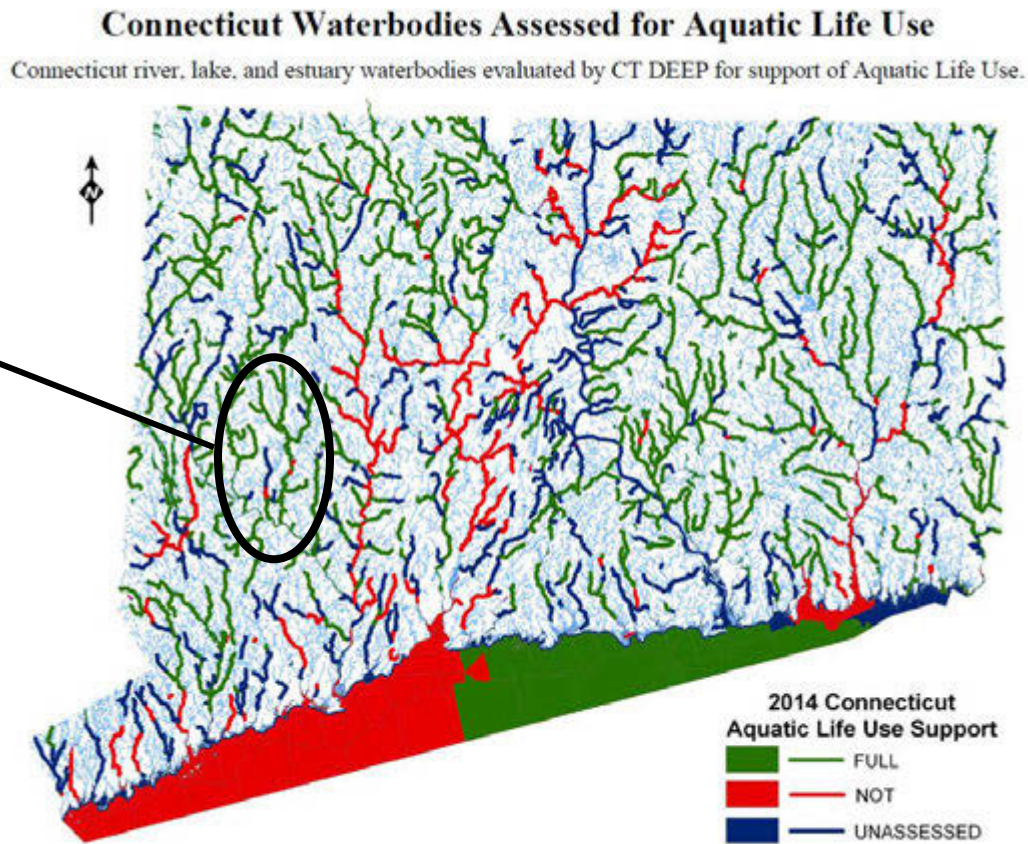 Connecticut Waterbodies Assessed for Aquatic Life Use
Connecticut river, lake, and estuary waterbodies evaluated by CT DEEP for support of Aquatic Life Use.
N
2014 Connecticut
Aquatic Life Use Support
FULL
NOT
UNASSESSED